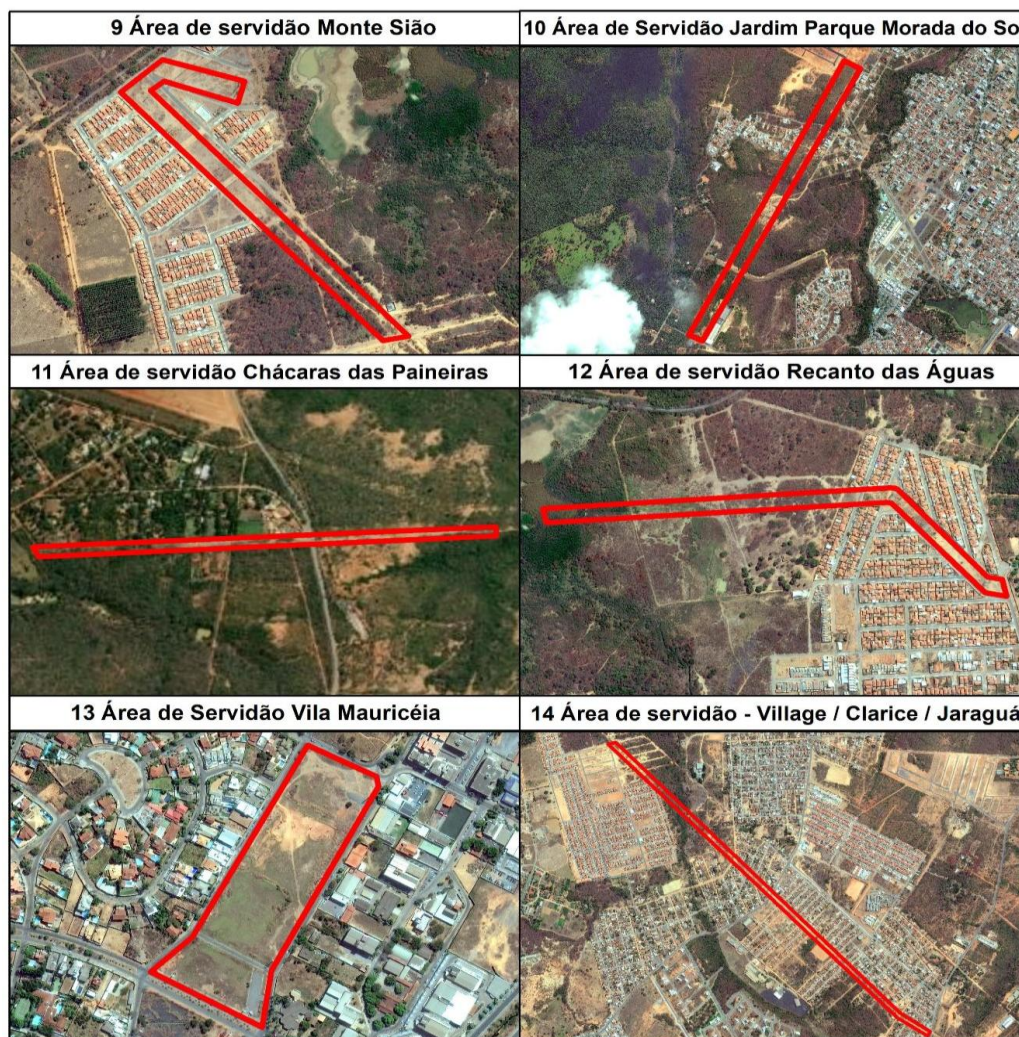 9 Área de servidão Monte Sião
10 Área de Servidão Jardim Parque Morada do So
11 Área de servidão Chácaras das Paineiras
12 Área de servidão Recanto das Águas
13 Área de Servidão Vila Mauricéia
14 Área de servidão - Village / Clarice / Jaraguá